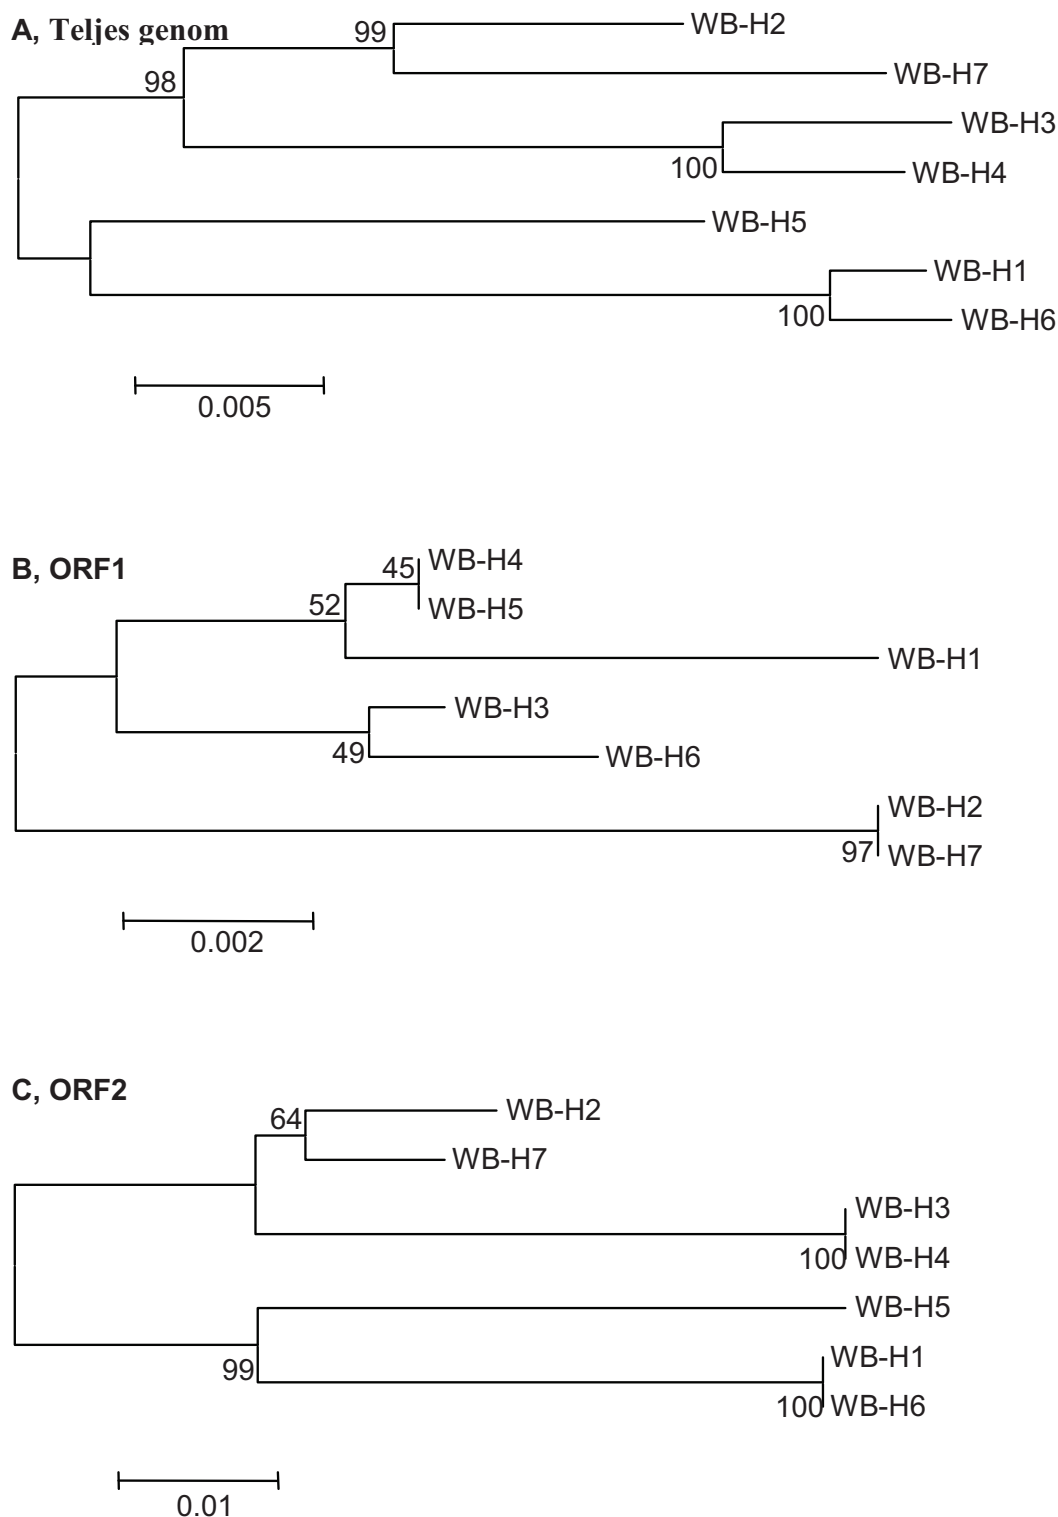 A, Teljes genom
99
WB-H2
98
WB-H7
WB-H3
100
WB-H4
WB-H5
WB-H1
100
WB-H6
0.005
B, ORF1
45
WB-H4
52
WB-H5
WB-H1
WB-H3
49
WB-H6
WB-H2
97
WB-H7
0.002
C, ORF2
64
WB-H2
WB-H7
WB-H3
100
WB-H4
WB-H5
99
WB-H1
100
WB-H6
0.01